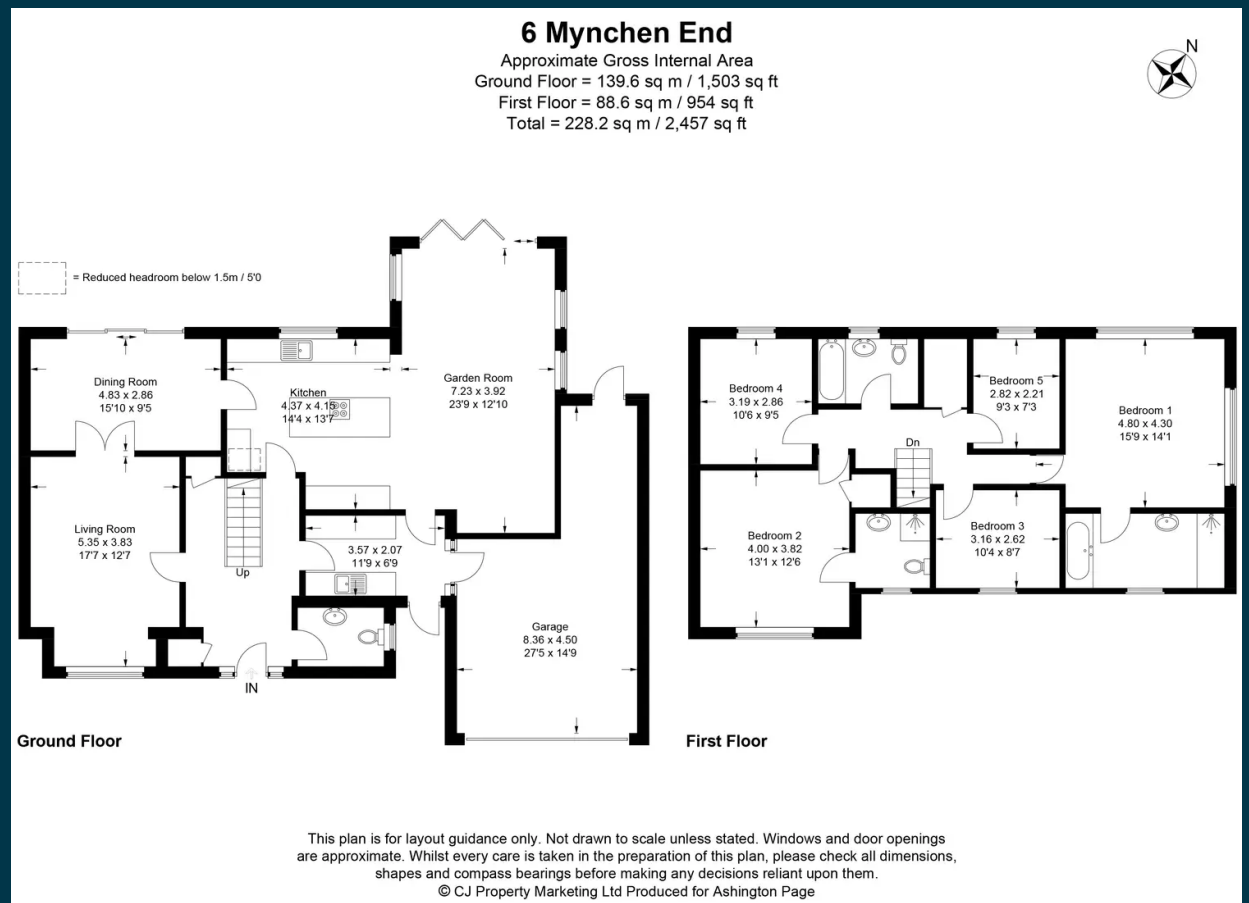 6 Mynchen End
Approximate Gross Internal Area
Ground Floor = 139.6 sq m / 1,503 sq ft
First Floor = 88.6 sq m / 954 sq ft
Total = 228.2 sq m / 2,457 sq ft
N
= Reduced headroom below 1.5m / 5'0
Dining Room
4.83 x 2.86
15'10 x 9'5
Kitchen
4.37 x 4.15
14'4 x 13'7
Garden Room
7.23 x 3.92
23'9 x 12'10
Living Room
5.35 x 3.83
17'7 x 12'7
Up
3.57 x 2.07
11'9 x 6'9
Garage
8.36 x 4.50
27'5 x 14'9
IN
Ground Floor
Bedroom 4
3.19 x 2.86
10'6 x 9'5
Bedroom 5
2.82 x 2.21
9'3 x 7'3
Bedroom 1
4.80 x 4.30
15'9 x 14'1
Dn
Bedroom 2
4.00 x 3.82
13'1 x 12'6
Bedroom 3
3.16 x 2.62
10'4 x 8'7
First Floor
This plan is for layout guidance only. Not drawn to scale unless stated. Windows and door openings
are approximate. Whilst every care is taken in the preparation of this plan, please check all dimensions,
shapes and compass bearings before making any decisions reliant upon them.
© CJ Property Marketing Ltd Produced for Ashington Page